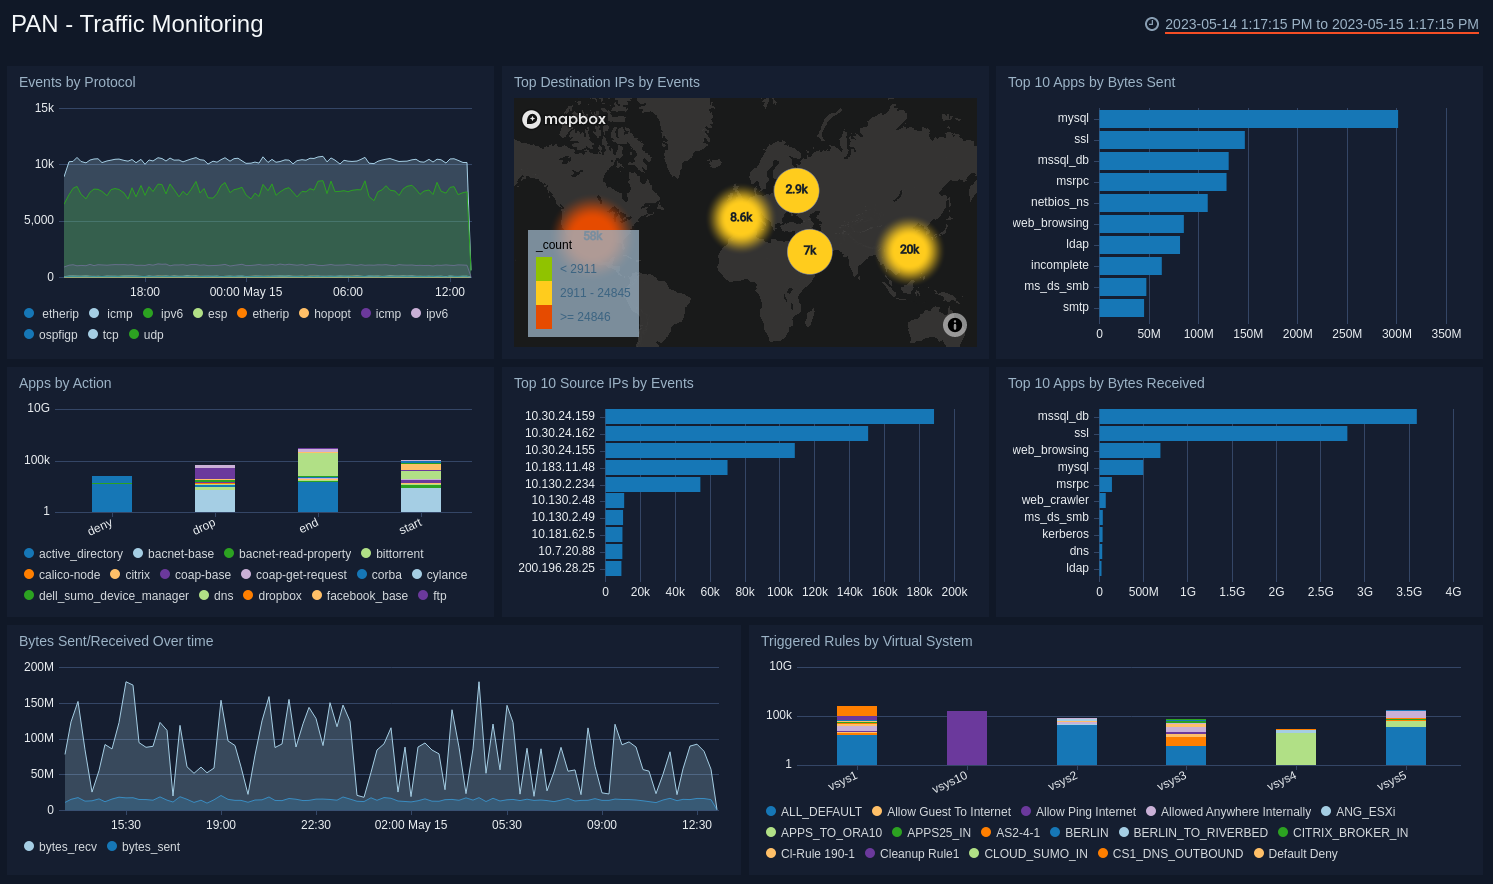 PAN - Traffic Monitoring
2023-05-14 1:17:15 PM to 2023-05-15 1:17:15 PM
Events by Protocol
15k
10k
5,000
0
18:00 00:00 May 15 06:00 12:00
etherip icmp ipv6 esp etherip hopopt icmp ipv6
ospfigp tcp udp
Top Destination IPs by Events
mapbox
2.9k
8.6k
58k
7k
20k
_count
< 2911
2911 - 24845
>= 24846
Top 10 Apps by Bytes Sent
mysql
ssl
mssql_db
msrpc
netbios_ns
web_browsing
ldap
incomplete
ms_ds_smb
smtp
0 50M 100M 150M 200M 250M 300M 350M
Apps by Action
10G
100k
1
deny drop end start
active_directory bacnet-base bacnet-read-property bittorrent
calico-node citrix coap-base coap-get-request corba cylance
dell_sumo_device_manager dns dropbox facebook_base ftp
Top 10 Source IPs by Events
10.30.24.159
10.30.24.162
10.30.24.155
10.183.11.48
10.130.2.234
10.130.2.48
10.130.2.49
10.181.62.5
10.7.20.88
200.196.28.25
0 20k 40k 60k 80k 100k 120k 140k 160k 180k 200k
Top 10 Apps by Bytes Received
mssql_db
ssl
web_browsing
mysql
msrpc
web_crawler
ms_ds_smb
kerberos
dns
ldap
0 500M 1G 1.5G 2G 2.5G 3G 3.5G 4G
Bytes Sent/Received Over time
200M
150M
100M
50M
0
15:30 19:00 22:30 02:00 May 15 05:30 09:00 12:30
bytes_recv bytes_sent
Triggered Rules by Virtual System
10G
100k
1
vsys1 vsys10 vsys2 vsys3 vsys4 vsys5
ALL_DEFAULT Allow Guest To Internet Allow Ping Internet Allowed Anywhere Internally ANG_ESXi
APPS_TO_ORA10 APPS25_IN AS2-4-1 BERLIN BERLIN_TO_RIVERBED CITRIX_BROKER_IN
CI-Rule 190-1 Cleanup Rule1 CLOUD_SUMO_IN CS1_DNS_OUTBOUND Default Deny